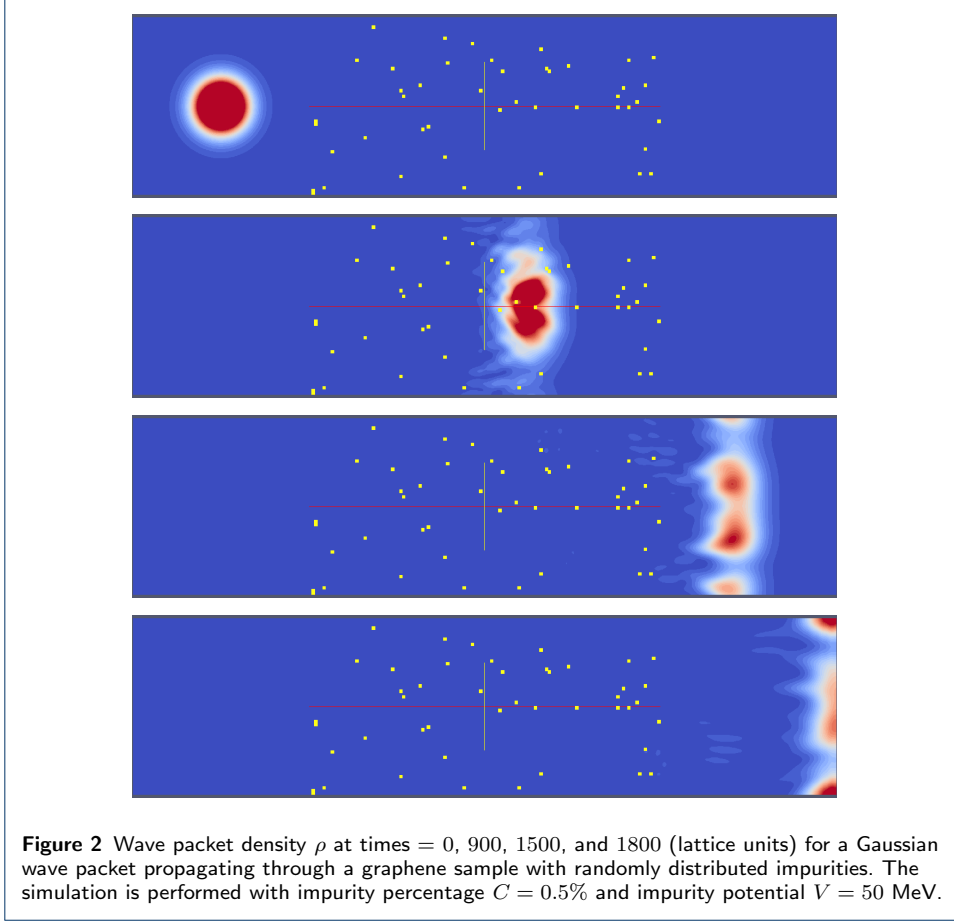 Figure 2 Wave packet density ρ at times = 0, 900, 1500, and 1800 (lattice units) for a Gaussian
wave packet propagating through a graphene sample with randomly distributed impurities. The
simulation is performed with impurity percentage C = 0.5% and impurity potential V = 50 MeV.